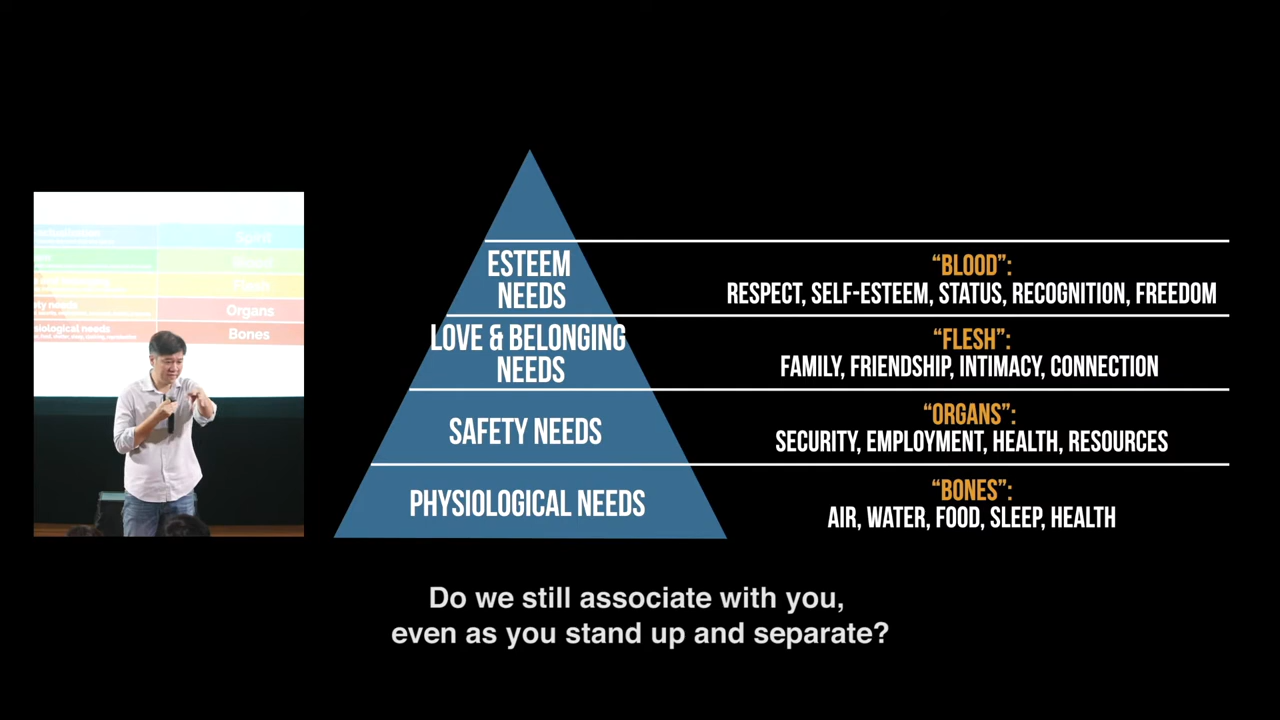 Spirit
Blood
Flesh
Organs
Bones
ESTEEM
NEEDS
“BLOOD”:
RESPECT, SELF-ESTEEM, STATUS, RECOGNITION, FREEDOM
LOVE & BELONGING
NEEDS
“FLESH”:
FAMILY, FRIENDSHIP, INTIMACY, CONNECTION
SAFETY NEEDS
“ORGANS”:
SECURITY, EMPLOYMENT, HEALTH, RESOURCES
PHYSIOLOGICAL NEEDS
“BONES”:
AIR, WATER, FOOD, SLEEP, HEALTH
Do we still associate with you,
even as you stand up and separate?